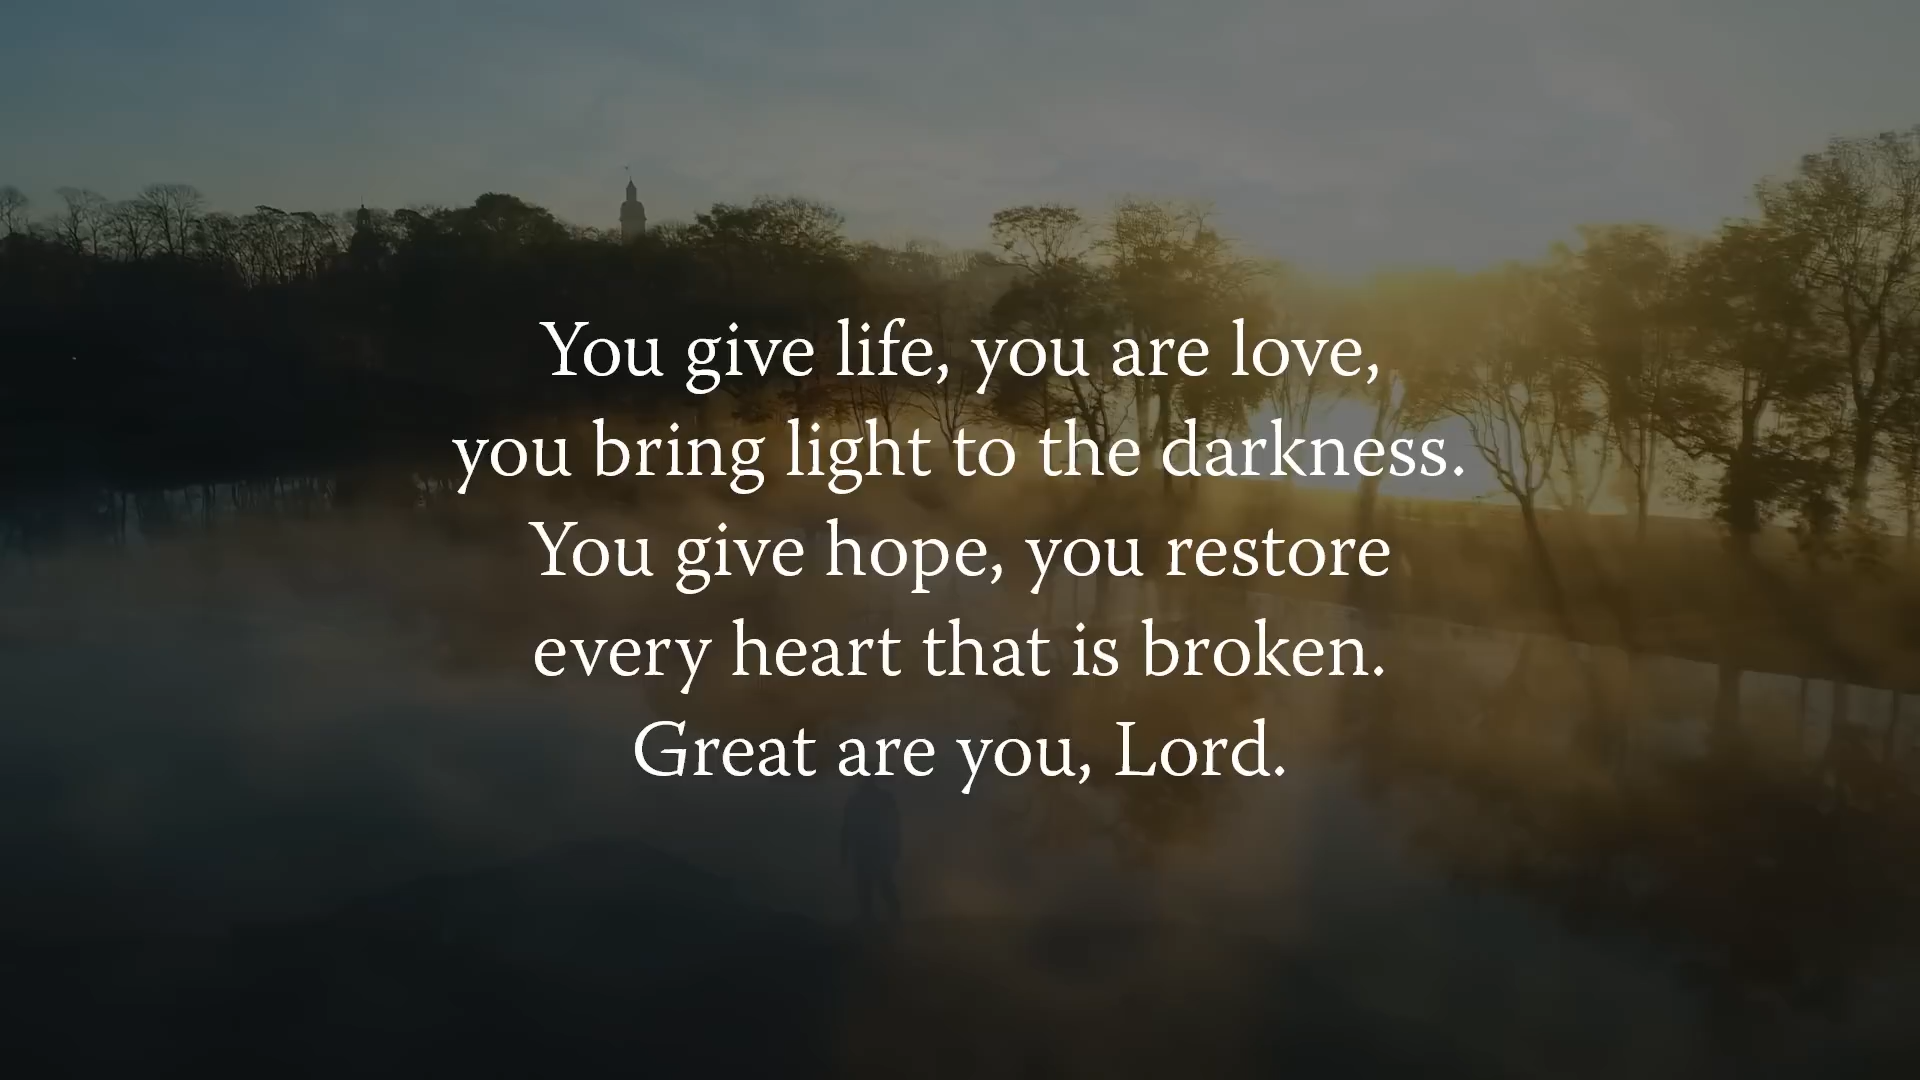 You give life, you are love,
you bring light to the darkness.
You give hope, you restore
every heart that is broken.
Great are you, Lord.